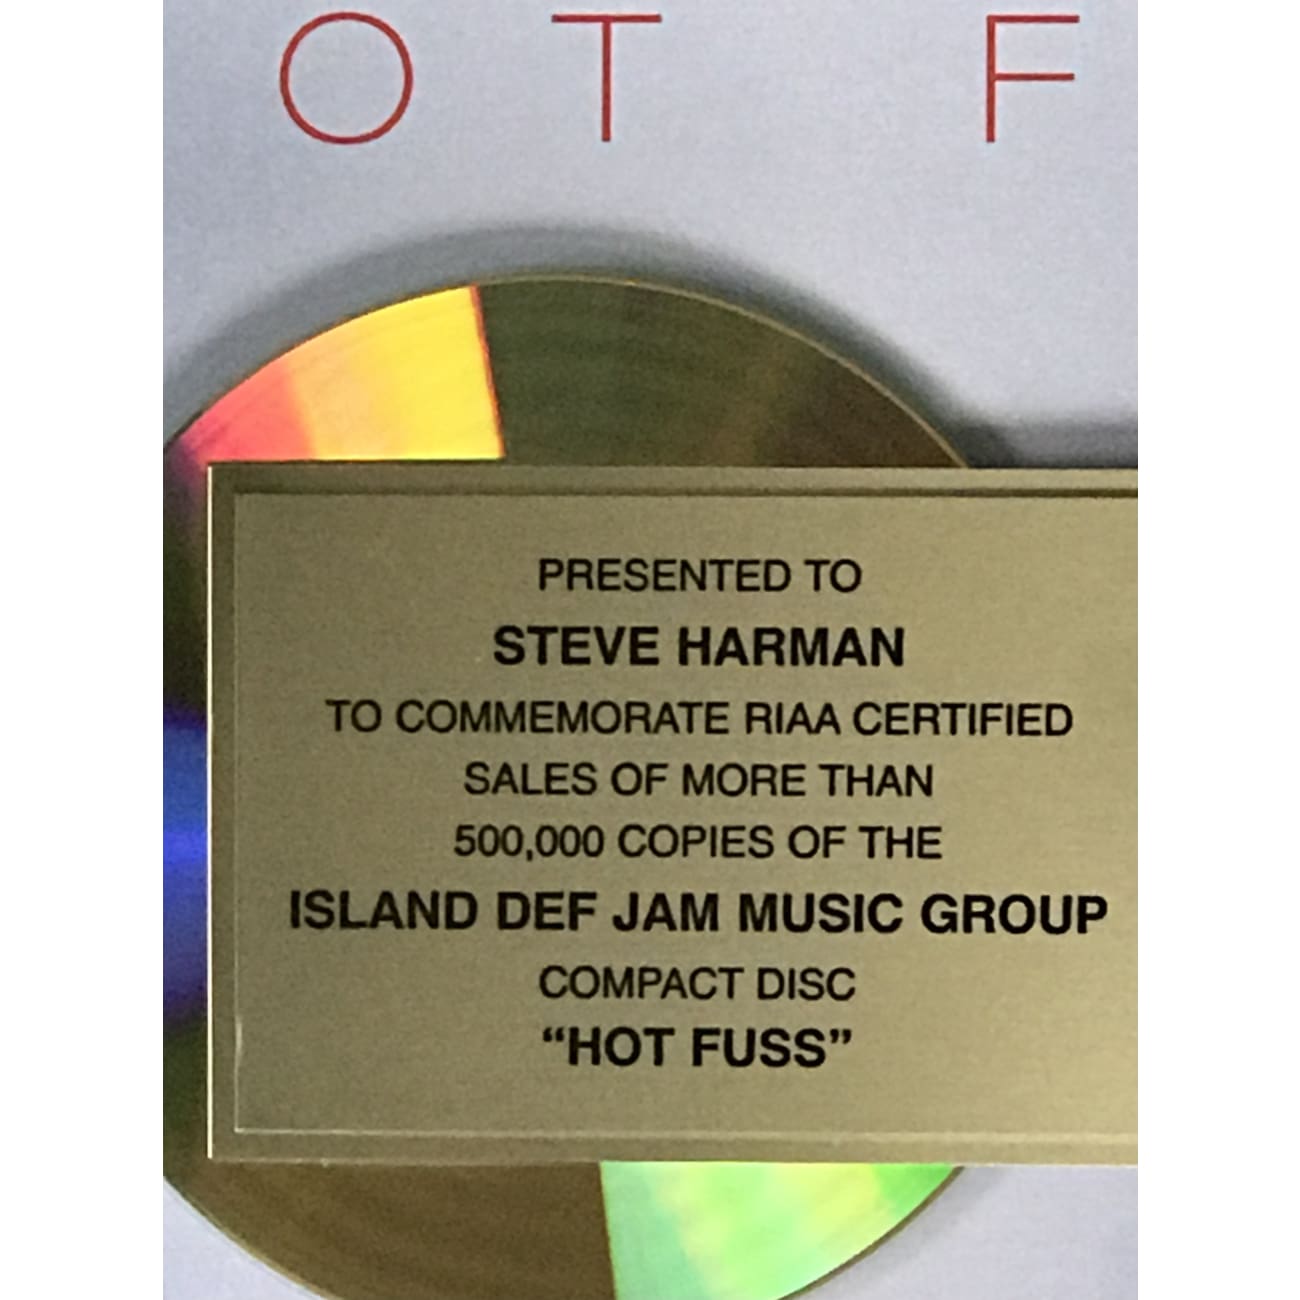 OT F
PRESENTED TO
STEVE HARMAN
TO COMMEMORATE RIAA CERTIFIED
SALES OF MORE THAN
500,000 COPIES OF THE
ISLAND DEF JAM MUSIC GROUP
COMPACT DISC
“HOT FUSS”